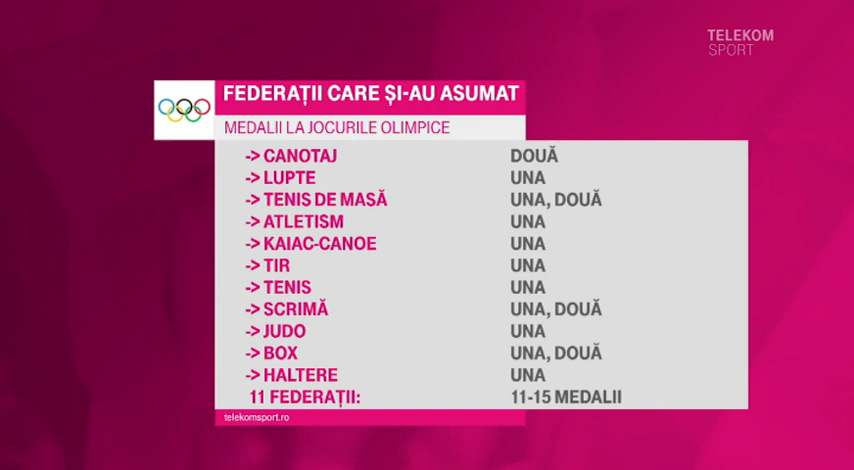 TELEKOM
SPORT
FEDERAȚII CARE ȘI-AU ASUMAT
MEDALII LA JOCURILE OLIMPICE
-> CANOTAJ DOUĂ
-> LUPTE UNA
-> TENIS DE MASĂ UNA, DOUĂ
-> ATLETISM UNA
-> KAIAC-CANOE UNA
-> TIR UNA
-> TENIS UNA
-> SCRIMĂ UNA, DOUĂ
-> JUDO UNA
-> BOX UNA, DOUĂ
-> HALTERE UNA
11 FEDERAȚII: 11-15 MEDALII
telekomsport.ro